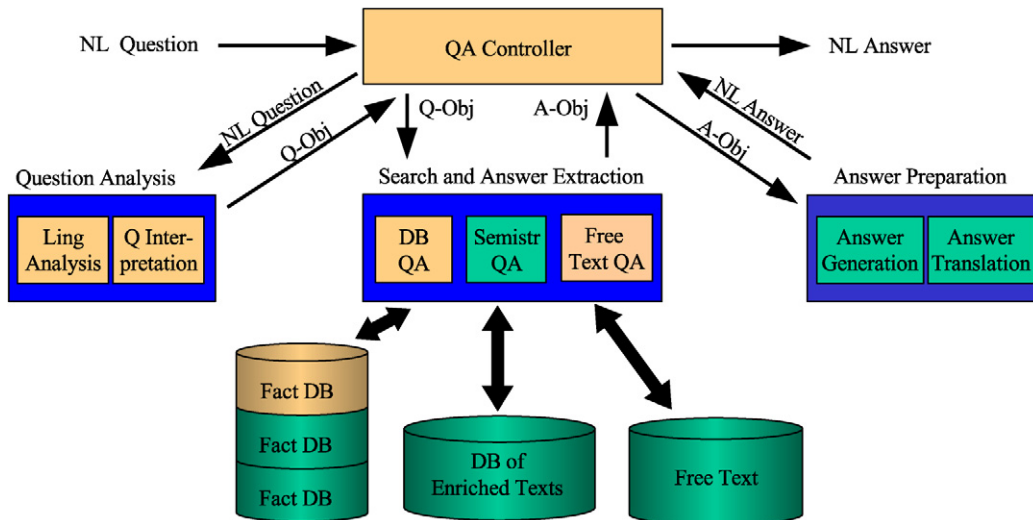 NL Question
QA Controller
NL Answer
NL Question
Q-Obj
Q-Obj
A-Obj
NL Answer
A-Obj
Question Analysis
Search and Answer Extraction
Answer Preparation
Ling
Analysis
Q Inter-
pretation
DB
QA
Semistr
QA
Free
Text QA
Answer
Generation
Answer
Translation
Fact DB
Fact DB
Fact DB
DB of
Enriched Texts
Free Text